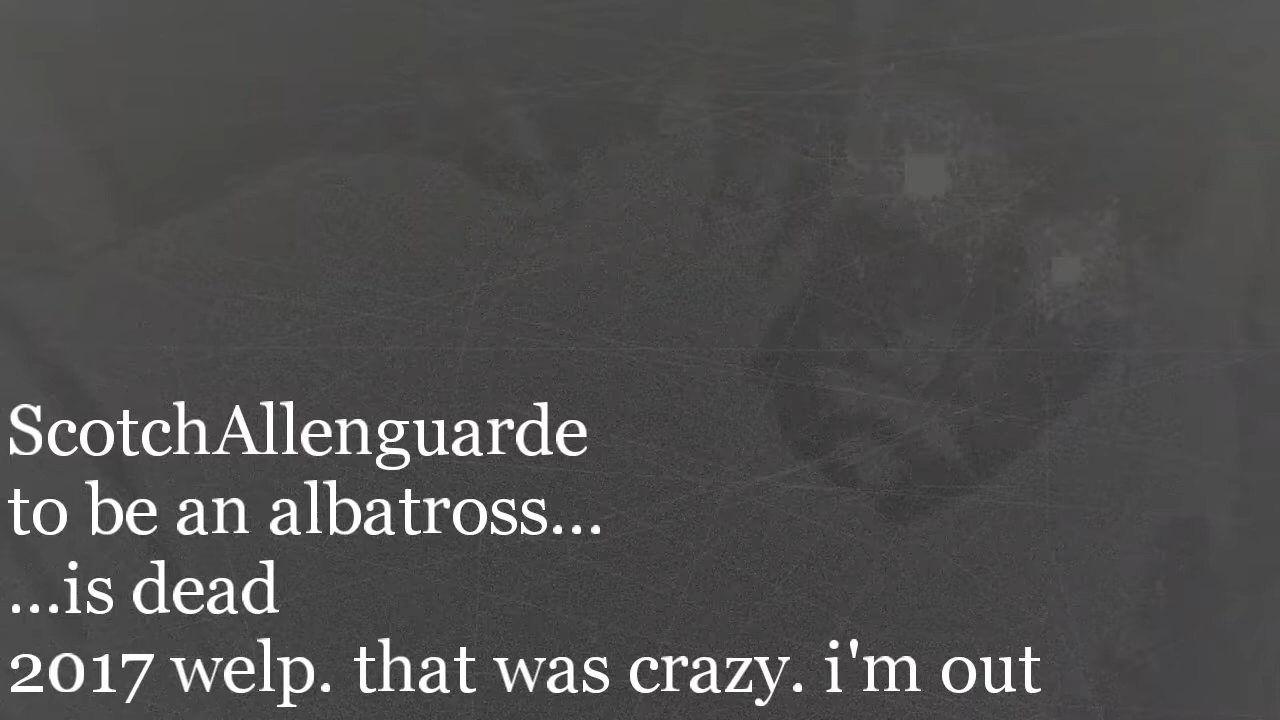 ScotchAllenguarde
to be an albatross...
...is dead
2017 welp. that was crazy. i'm out